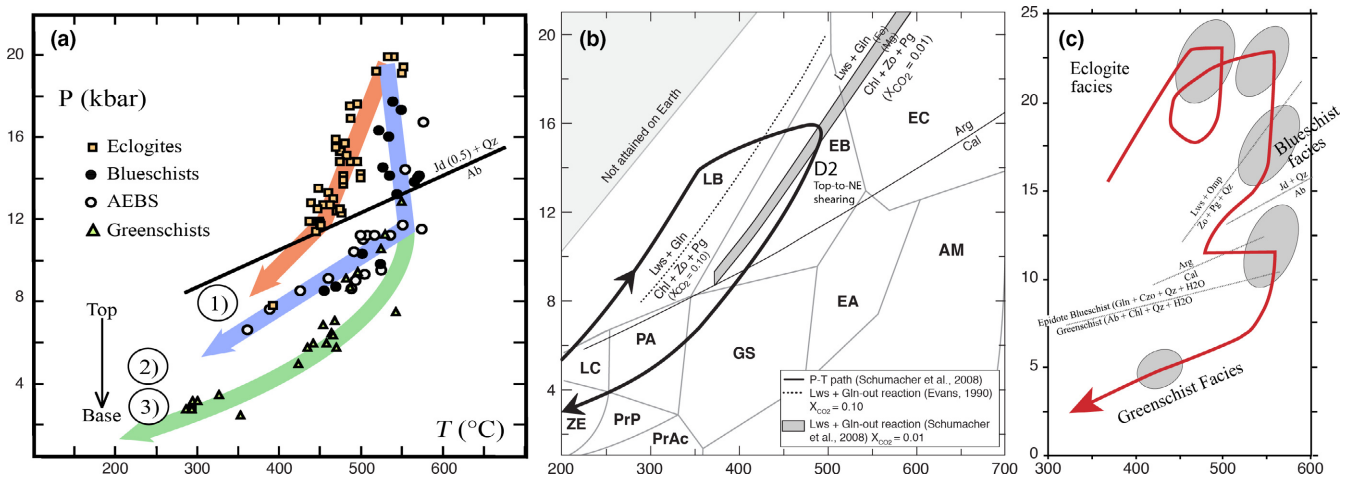 (a)
P (kbar)
Eclogites
Blueschists
AEBS
Greenschists
Jd (0.5) + Qz
Ab
1)
2)
3)
Top
Base
T (°C)
20
16
12
8
4
200
300
400
500
600
(b)
Not attained on Earth
Lws + Gln (Fe)
(Mg)
Chl + Zo + Pg
(XCO2 = 0.01)
EC
Arg
Cal
EB
D2
Top-to-NE
shearing
LB
Lws + Gln
Chl + Zo + Pg
(XCO2 = 0.10)
AM
EA
PA
GS
LC
ZE
PrP
PrAc
P-T path (Schumacher et al., 2008)
Lws + Gln-out reaction (Evans, 1990)
XCO2 = 0.10
Lws + Gln-out reaction (Schumacher
et al., 2008) XCO2 = 0.01
20
16
12
8
4
200
300
400
500
600
700
(c)
Eclogite
facies
Blueschist
facies
Lws + Qmp
Zo + Pg + Qz
Jd + Qz
Ab
Arg
Cal
Epidote Blueschist (Gln + Czo + Qz + H2O
Greenschist (Ab + Chl + Qz + H2O
Greenschist Facies
25
20
15
10
5
0
300
400
500
600